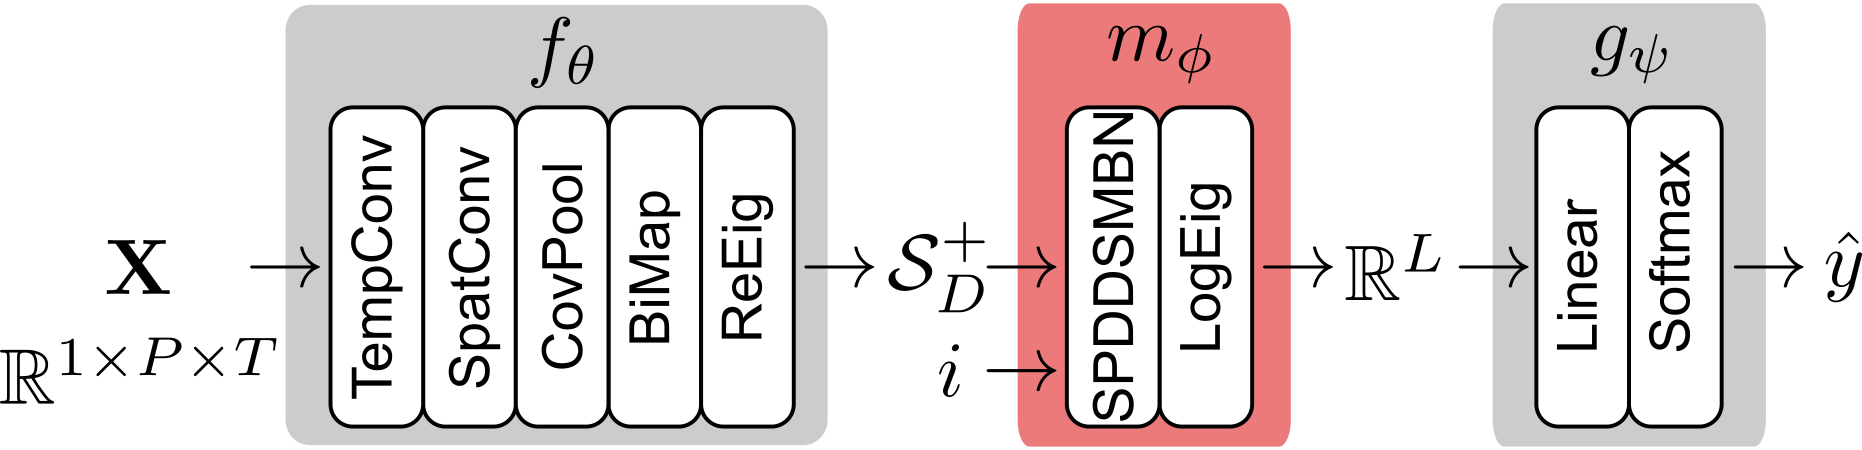 f_θ
TempConv
SpatConv
CovPool
BiMap
ReEig
m_ϕ
SPDDSMBN
LogEig
g_ψ
Linear
Softmax
X
ℝ^{1×P×T}
𝒮_D^+
i
ℝ^L
ŷ